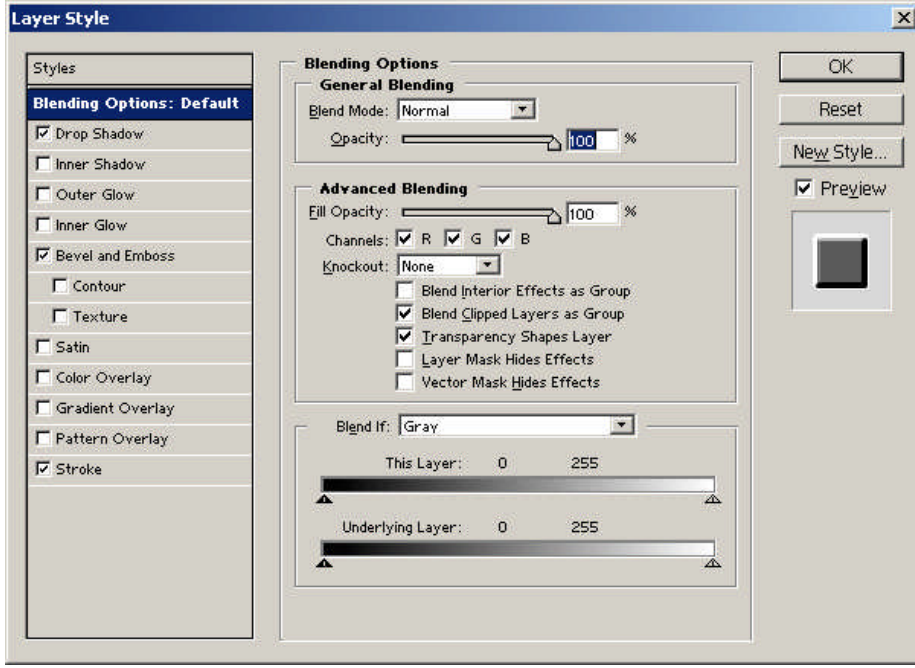 Layer Style
Styles
Blending Options: Default
Drop Shadow
Inner Shadow
Outer Glow
Inner Glow
Bevel and Emboss
Contour
Texture
Satin
Color Overlay
Gradient Overlay
Pattern Overlay
Stroke
Blending Options
General Blending
Blend Mode: Normal
Opacity: 100 %
Advanced Blending
Fill Opacity: 100 %
Channels: R G B
Knockout: None
Blend Interior Effects as Group
Blend Clipped Layers as Group
Transparency Shapes Layer
Layer Mask Hides Effects
Vector Mask Hides Effects
Blend If: Gray
This Layer: 0 255
Underlying Layer: 0 255
OK
Reset
New Style...
Preview